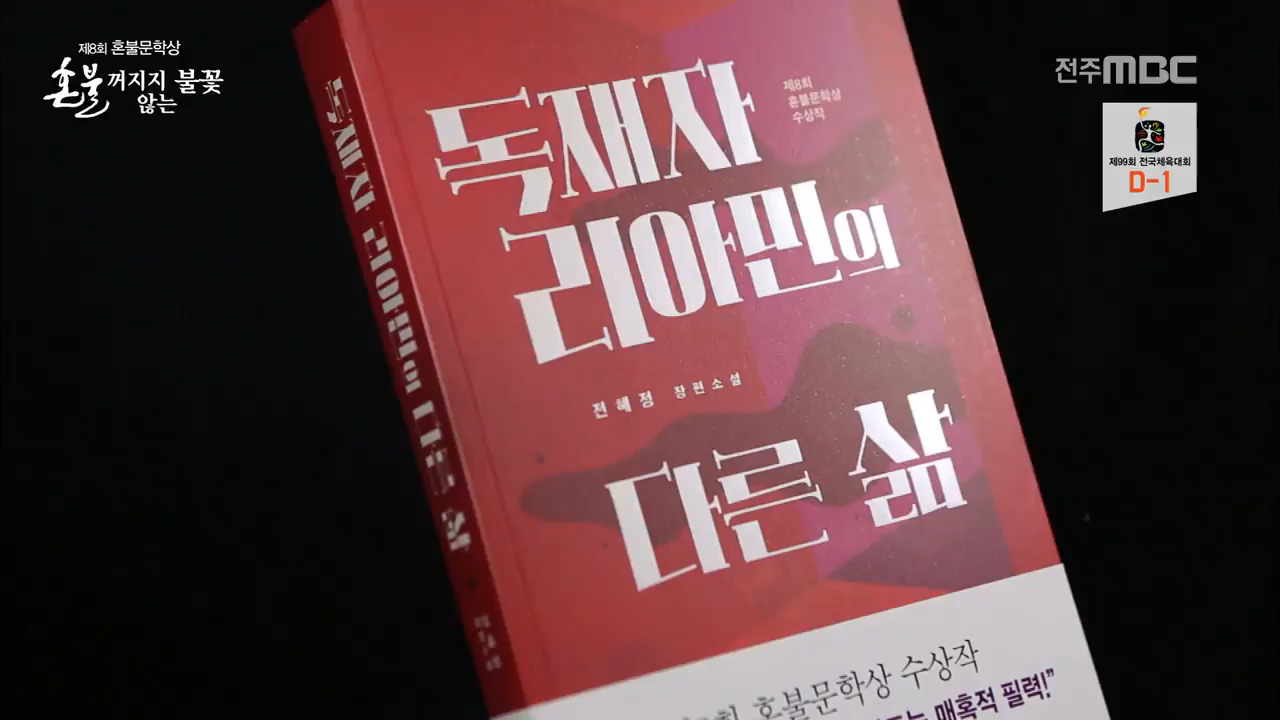 제8회 혼불문학상
혼불 꺼지지 않는 불꽃
전주MBC
제99회 전국체육대회
D-1
독재자 리아민의 다른 삶
독재자
제8회
혼불문학상
수상작
리아민의
전혜정 장편소설
다른 삶
혼불문학상 수상작
매혹적 필력!”